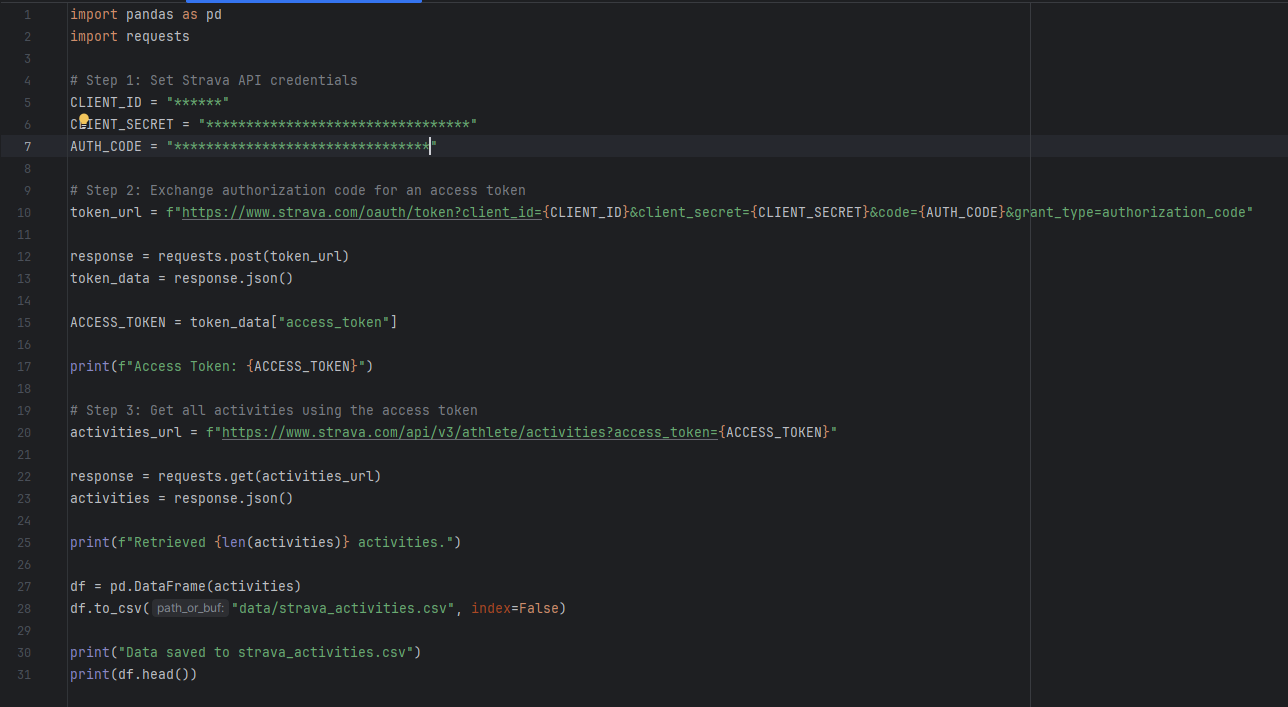 1 import pandas as pd
2 import requests
3
4 # Step 1: Set Strava API credentials
5 CLIENT_ID = "******"
6 CLIENT_SECRET = "*********************************"
7 AUTH_CODE = "********************************"
8
9 # Step 2: Exchange authorization code for an access token
10 token_url = f"https://www.strava.com/oauth/token?client_id={CLIENT_ID}&client_secret={CLIENT_SECRET}&code={AUTH_CODE}&grant_type=authorization_code"
11
12 response = requests.post(token_url)
13 token_data = response.json()
14
15 ACCESS_TOKEN = token_data["access_token"]
16
17 print(f"Access Token: {ACCESS_TOKEN}")
18
19 # Step 3: Get all activities using the access token
20 activities_url = f"https://www.strava.com/api/v3/athlete/activities?access_token={ACCESS_TOKEN}"
21
22 response = requests.get(activities_url)
23 activities = response.json()
24
25 print(f"Retrieved {len(activities)} activities.")
26
27 df = pd.DataFrame(activities)
28 df.to_csv( path_or_buf: "data/strava_activities.csv", index=False)
29
30 print("Data saved to strava_activities.csv")
31 print(df.head())